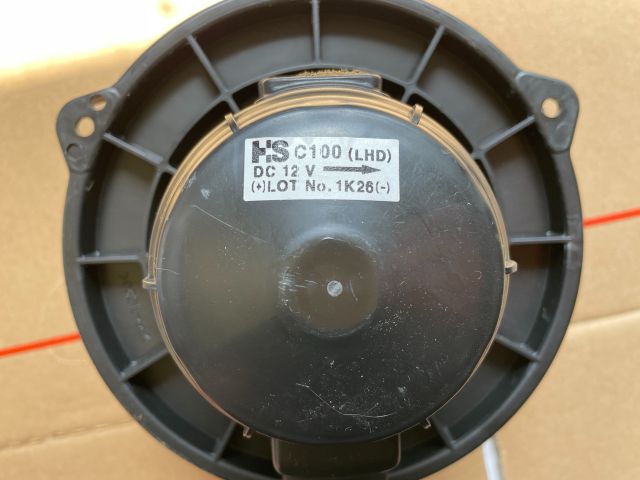 HS C100 (LHD)
DC 12 V
(+)LOT No. 1K26(-)